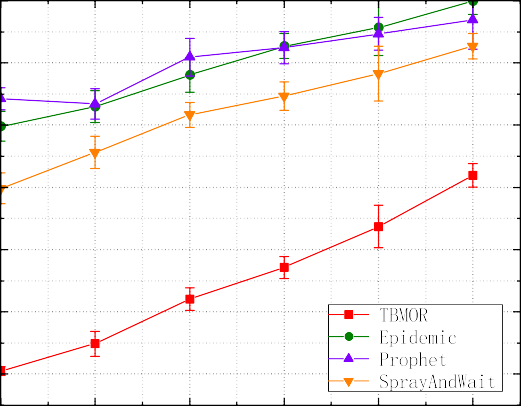 TBMOR
Epidemic
Prophet
SprayAndWait